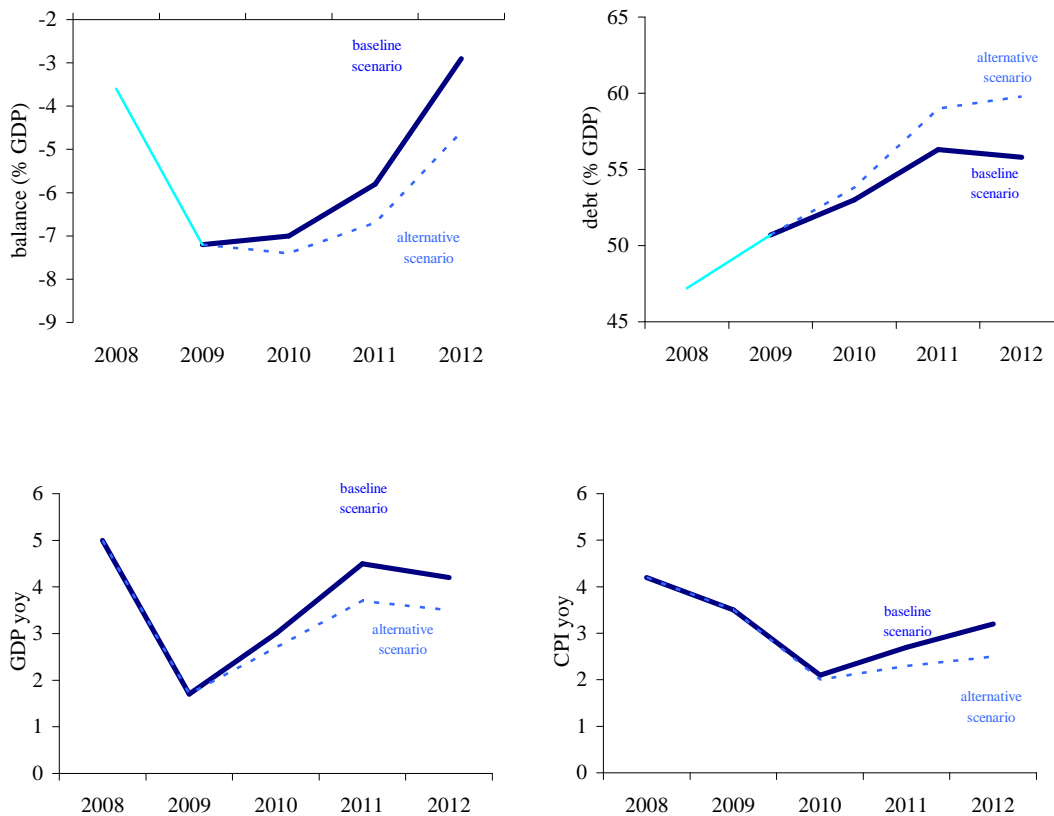 balance (% GDP)
-2
-3
-4
-5
-6
-7
-8
-9
baseline
scenario
alternative
scenario
2008 2009 2010 2011 2012
debt (% GDP)
65
60
55
50
45
alternative
scenario
baseline
scenario
2008 2009 2010 2011 2012
GDP yoy
6
5
4
3
2
1
0
baseline
scenario
alternative
scenario
2008 2009 2010 2011 2012
CPI yoy
6
5
4
3
2
1
0
baseline
scenario
alternative
scenario
2008 2009 2010 2011 2012